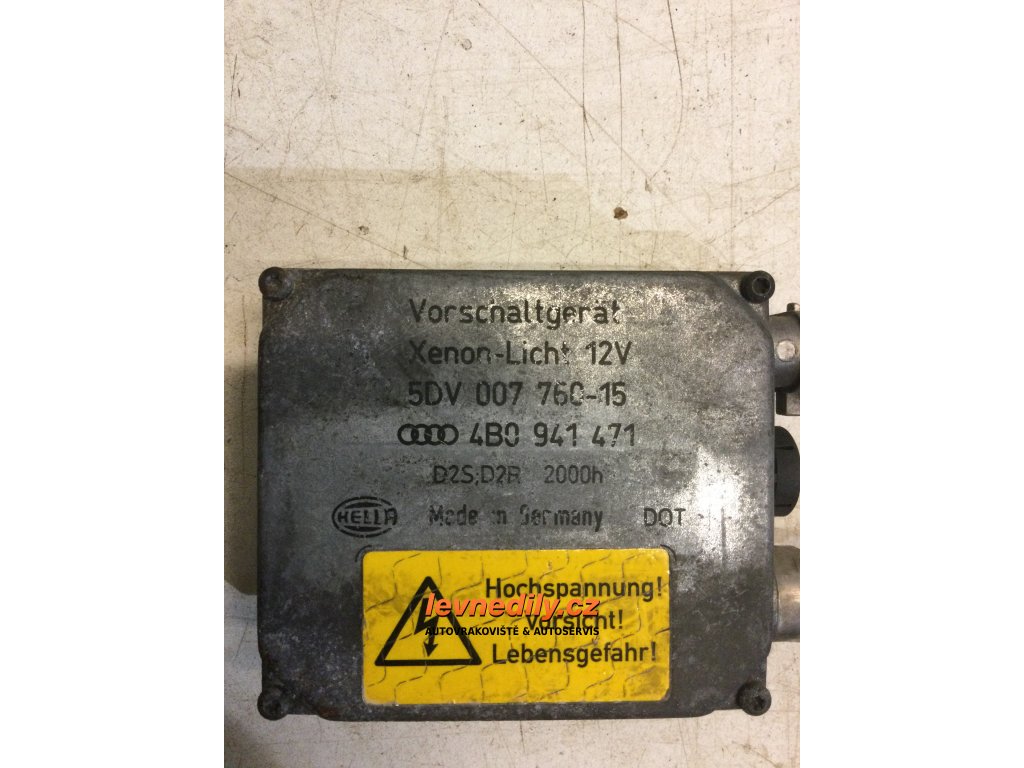 Vorschaltgerät
Xenon-Licht 12V
5DV 007 760-15
4B0 941 471
D2S,D2R 2000h
HELLA Made in Germany DOT
Hochspannung!
levnedily.cz
Vorsicht!
AUTOVRAKOVIŠTĚ & AUTOSERVIS
Lebensgefahr!